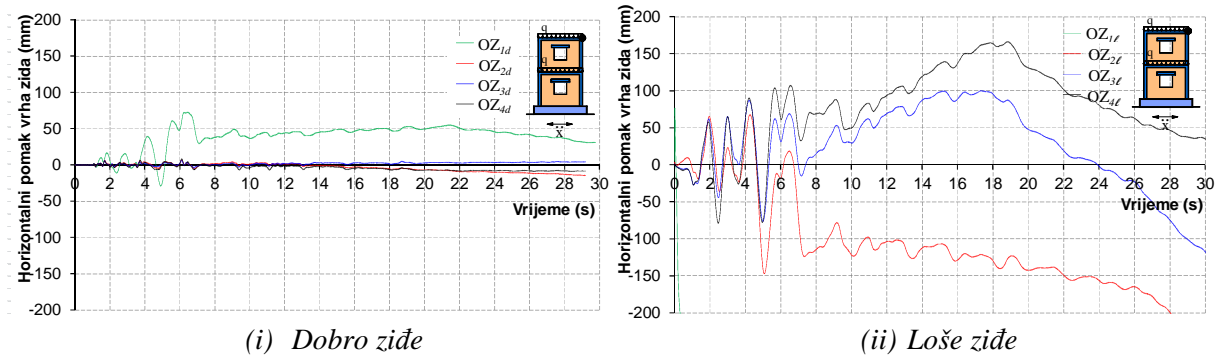 Horizontalni pomak vrha zida (mm)
200
150
100
50
0
-50
-100
-150
-200
0 2 4 6 8 10 12 14 16 18 20 22 24 26 28 30
Vrijeme (s)
OZ1d
OZ2d
OZ3d
OZ4d
q
q
ẍ
(i) Dobro ziđe
Horizontalni pomak vrha zida (mm)
200
150
100
50
0
-50
-100
-150
-200
0 2 4 6 8 10 12 14 16 18 20 22 24 26 28 30
Vrijeme (s)
OZ1ℓ
OZ2ℓ
OZ3ℓ
OZ4ℓ
q
q
ẍ
(ii) Loše ziđe